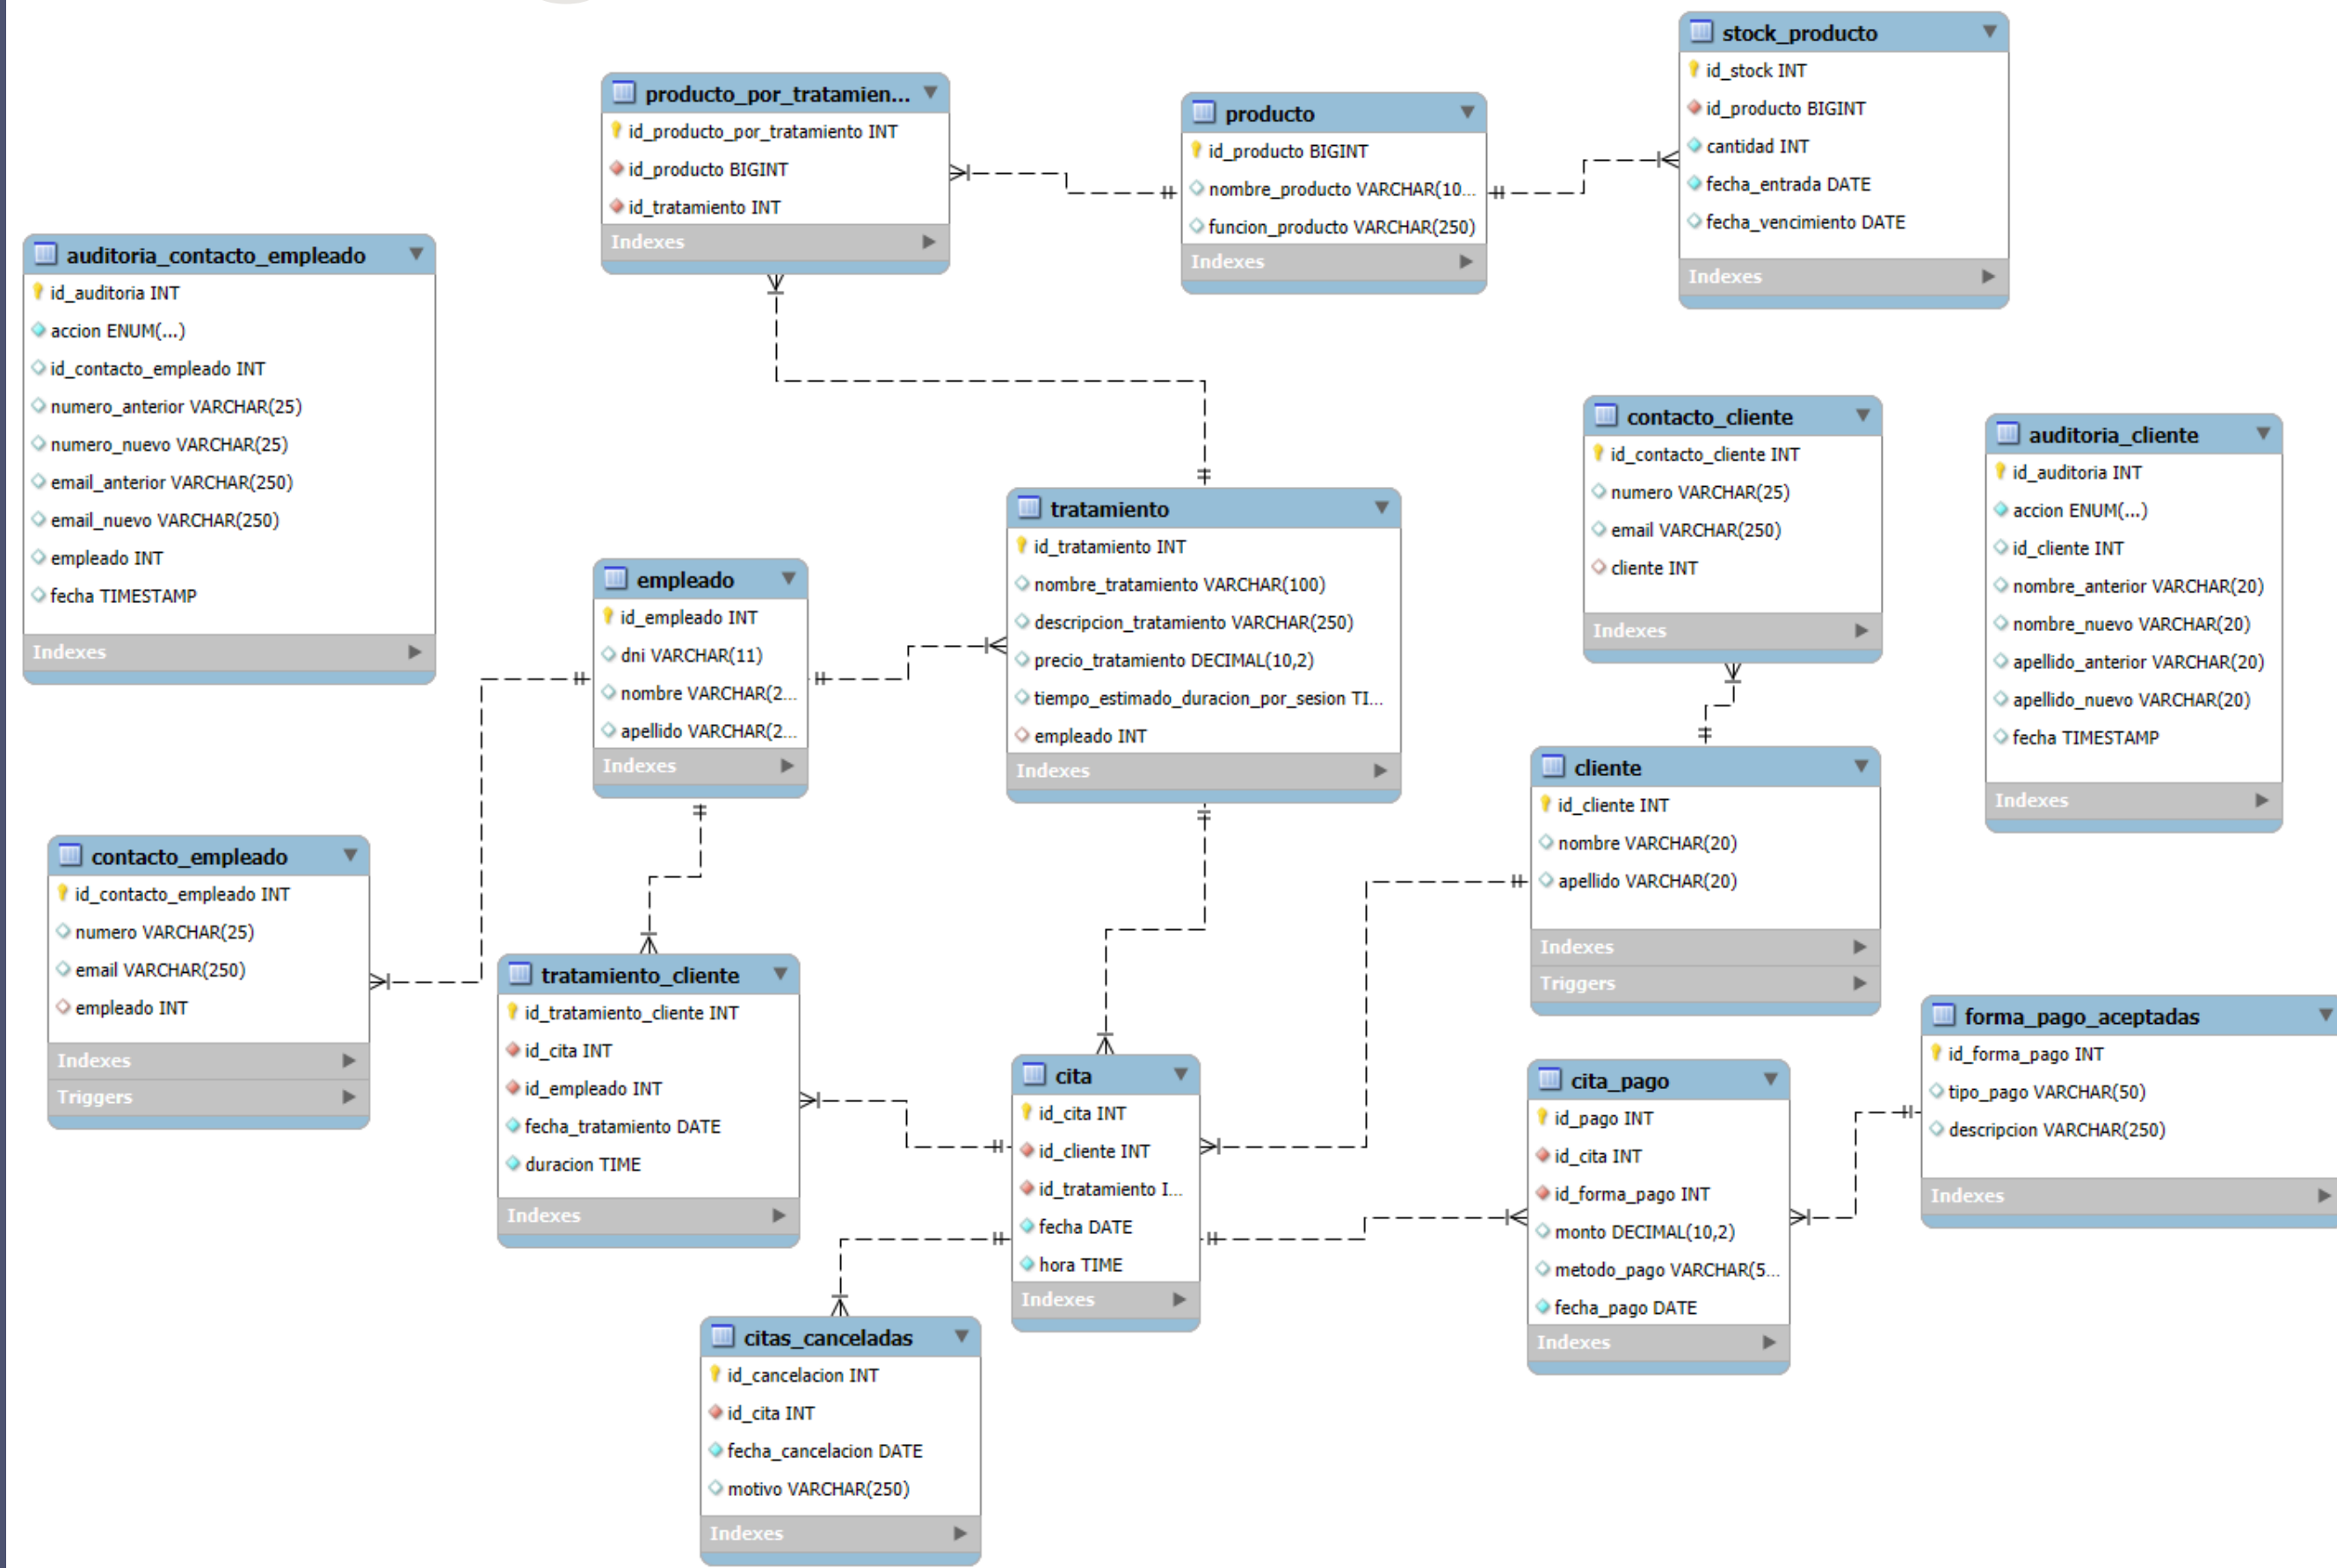 stock_producto
id_stock INT
id_producto BIGINT
cantidad INT
fecha_entrada DATE
fecha_vencimiento DATE
Indexes
producto_por_tratamien...
id_producto_por_tratamiento INT
id_producto BIGINT
id_tratamiento INT
Indexes
producto
id_producto BIGINT
nombre_producto VARCHAR(10...
funcion_producto VARCHAR(250)
Indexes
auditoria_contacto_empleado
id_auditoria INT
accion ENUM(...)
id_contacto_empleado INT
numero_anterior VARCHAR(25)
numero_nuevo VARCHAR(25)
email_anterior VARCHAR(250)
email_nuevo VARCHAR(250)
empleado INT
fecha TIMESTAMP
Indexes
contacto_cliente
id_contacto_cliente INT
numero VARCHAR(25)
email VARCHAR(250)
cliente INT
Indexes
auditoria_cliente
id_auditoria INT
accion ENUM(...)
id_cliente INT
nombre_anterior VARCHAR(20)
nombre_nuevo VARCHAR(20)
apellido_anterior VARCHAR(20)
apellido_nuevo VARCHAR(20)
fecha TIMESTAMP
Indexes
tratamiento
id_tratamiento INT
nombre_tratamiento VARCHAR(100)
descripcion_tratamiento VARCHAR(250)
precio_tratamiento DECIMAL(10,2)
tiempo_estimado_duracion_por_sesion TI...
empleado INT
Indexes
empleado
id_empleado INT
dni VARCHAR(11)
nombre VARCHAR(2...
apellido VARCHAR(2...
Indexes
cliente
id_cliente INT
nombre VARCHAR(20)
apellido VARCHAR(20)
Indexes
Triggers
contacto_empleado
id_contacto_empleado INT
numero VARCHAR(25)
email VARCHAR(250)
empleado INT
Indexes
Triggers
tratamiento_cliente
id_tratamiento_cliente INT
id_cita INT
id_empleado INT
fecha_tratamiento DATE
duracion TIME
Indexes
cita
id_cita INT
id_cliente INT
id_tratamiento I...
fecha DATE
hora TIME
Indexes
cita_pago
id_pago INT
id_cita INT
id_forma_pago INT
monto DECIMAL(10,2)
metodo_pago VARCHAR(5...
fecha_pago DATE
Indexes
forma_pago_aceptadas
id_forma_pago INT
tipo_pago VARCHAR(50)
descripcion VARCHAR(250)
Indexes
citas_canceladas
id_cancelacion INT
id_cita INT
fecha_cancelacion DATE
motivo VARCHAR(250)
Indexes